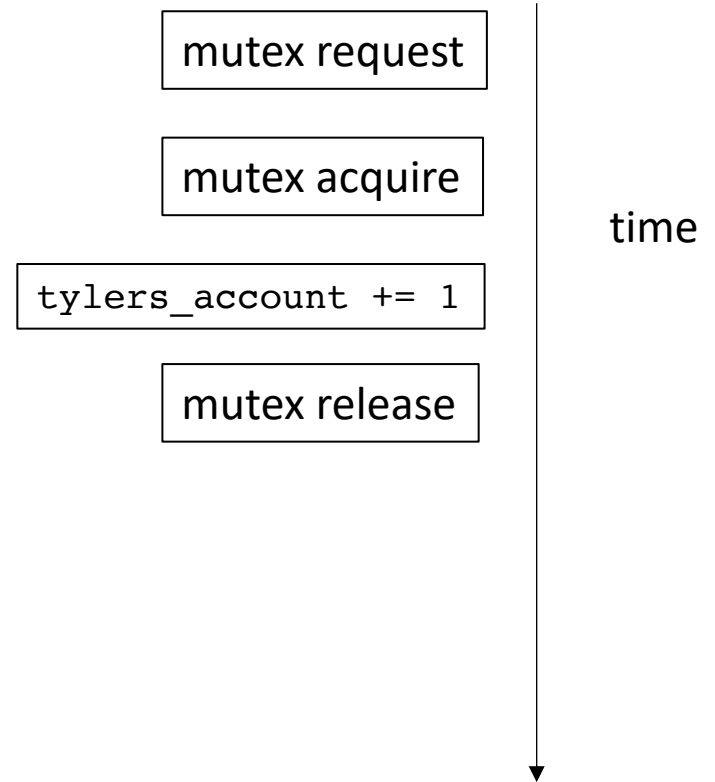 mutex request
mutex acquire
time
tylers_account += 1
mutex release